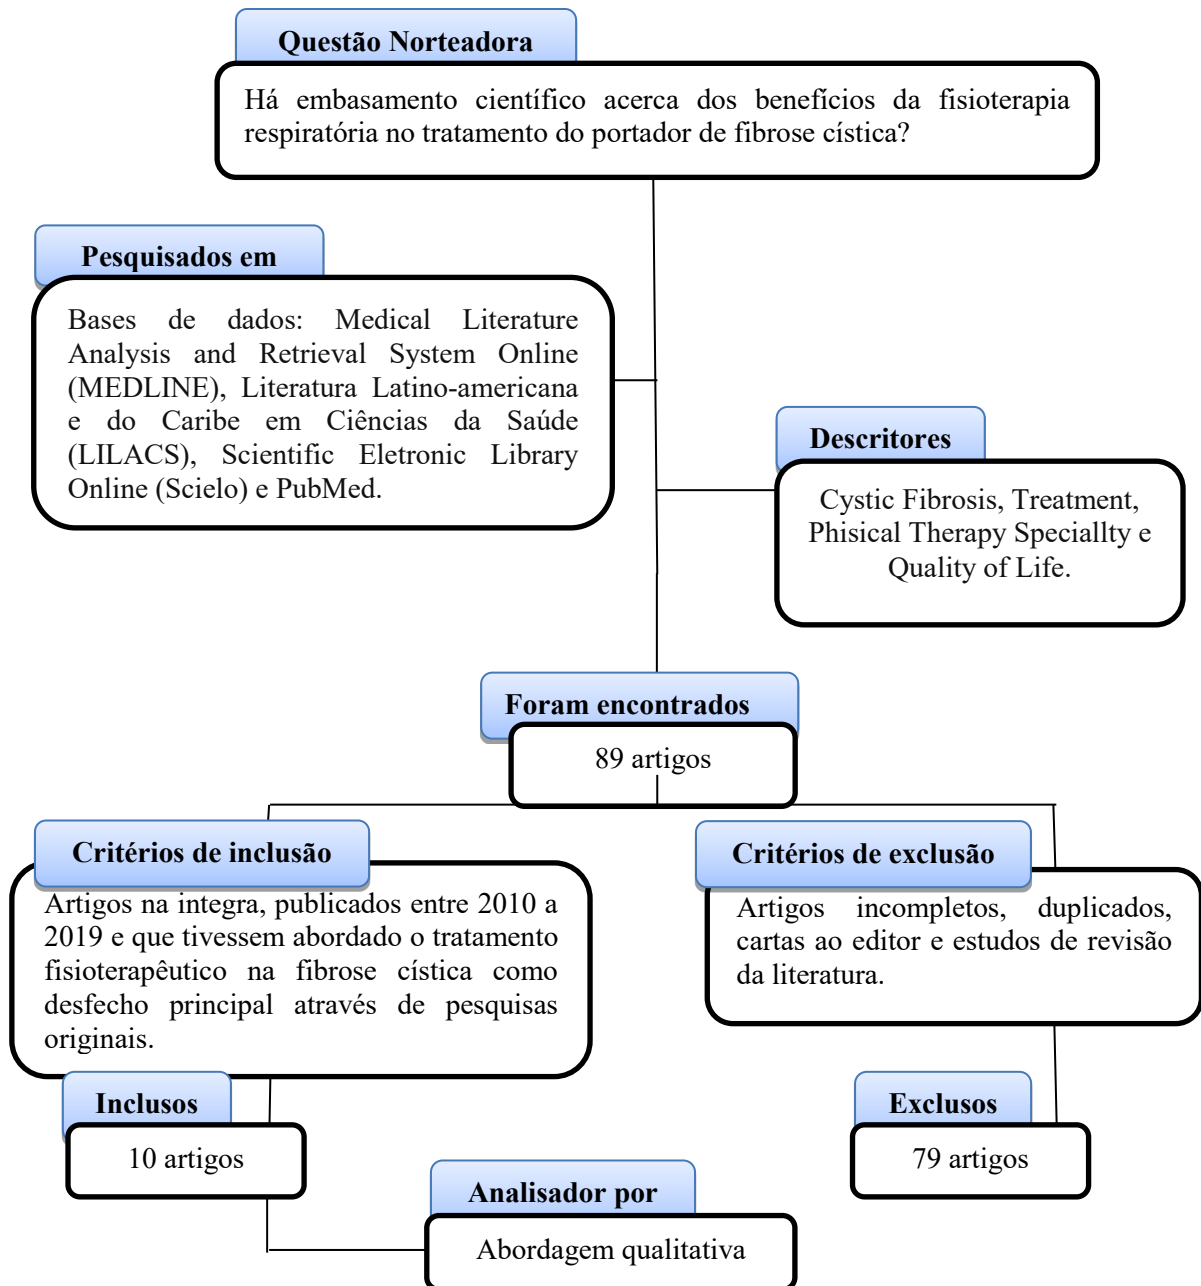 Questão Norteadora
Há embasamento científico acerca dos benefícios da fisioterapia
respiratória no tratamento do portador de fibrose cística?
Pesquisados em
Bases de dados: Medical Literature
Analysis and Retrieval System Online
(MEDLINE), Literatura Latino-americana
e do Caribe em Ciências da Saúde
(LILACS), Scientific Eletronic Library
Online (Scielo) e PubMed.
Descritores
Cystic Fibrosis, Treatment,
Phisical Therapy Speciallty e
Quality of Life.
Foram encontrados
89 artigos
Critérios de inclusão
Artigos na integra, publicados entre 2010 a
2019 e que tivessem abordado o tratamento
fisioterapêutico na fibrose cística como
desfecho principal através de pesquisas
originais.
Critérios de exclusão
Artigos incompletos, duplicados,
cartas ao editor e estudos de revisão
da literatura.
Inclusos
10 artigos
Exclusos
79 artigos
Analisador por
Abordagem qualitativa